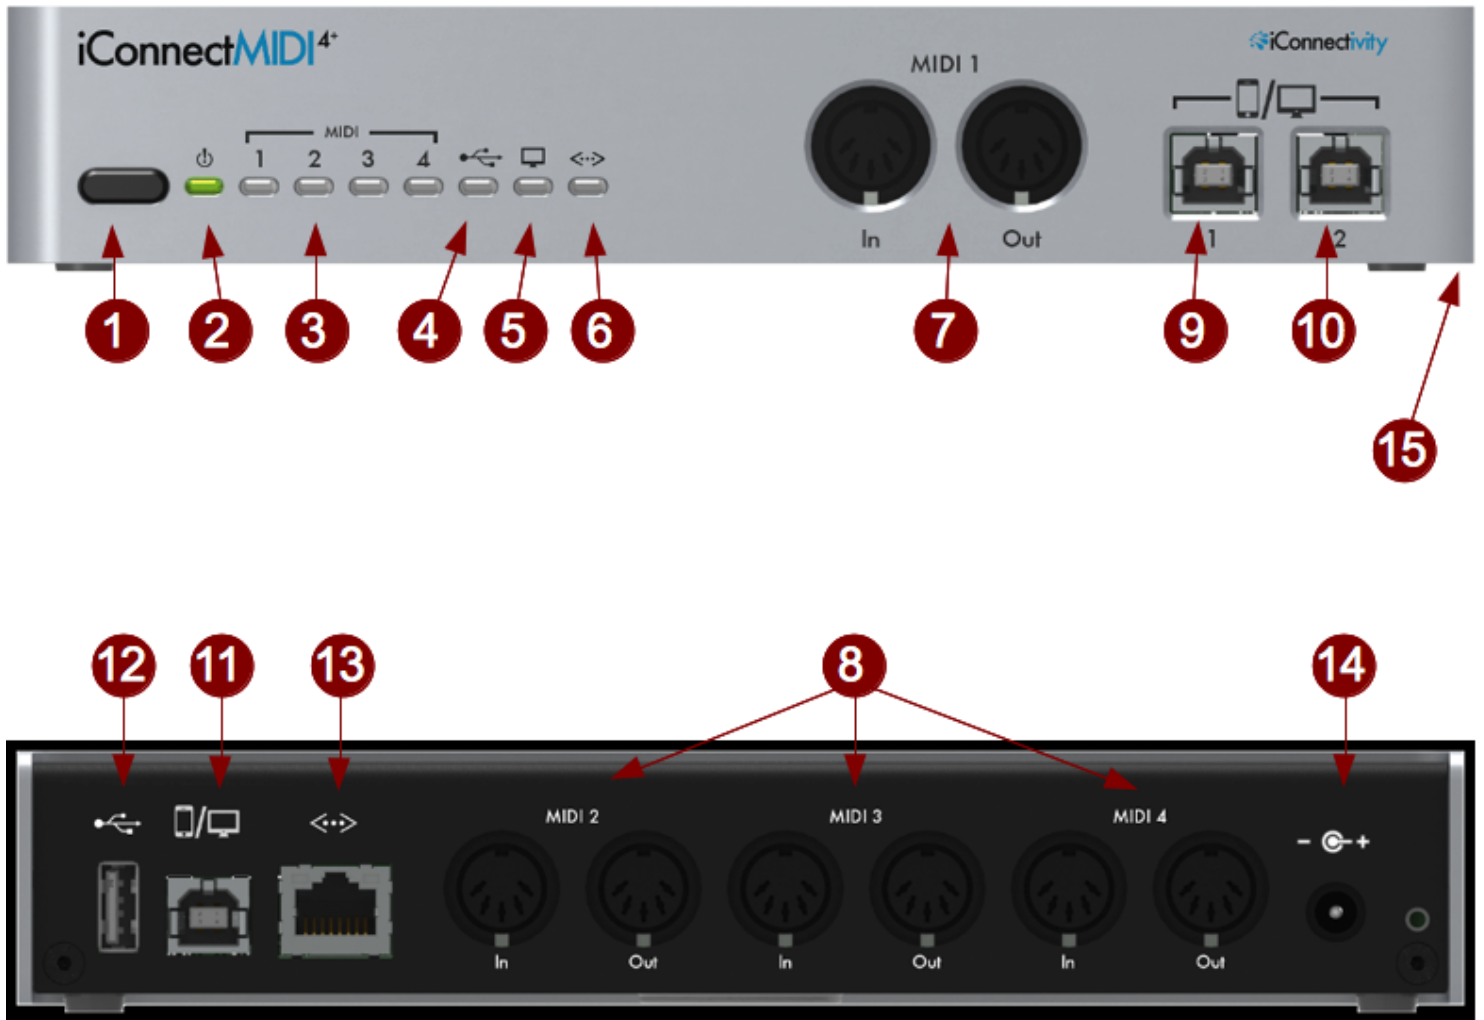 iConnectMIDI4+
iConnectivity
MIDI 1
MIDI
1 2 3 4
In Out
1 2
1 2 3 4 5 6 7 9 10
15
12 11 13 8 14
MIDI 2 MIDI 3 MIDI 4
- +
In Out In Out In Out